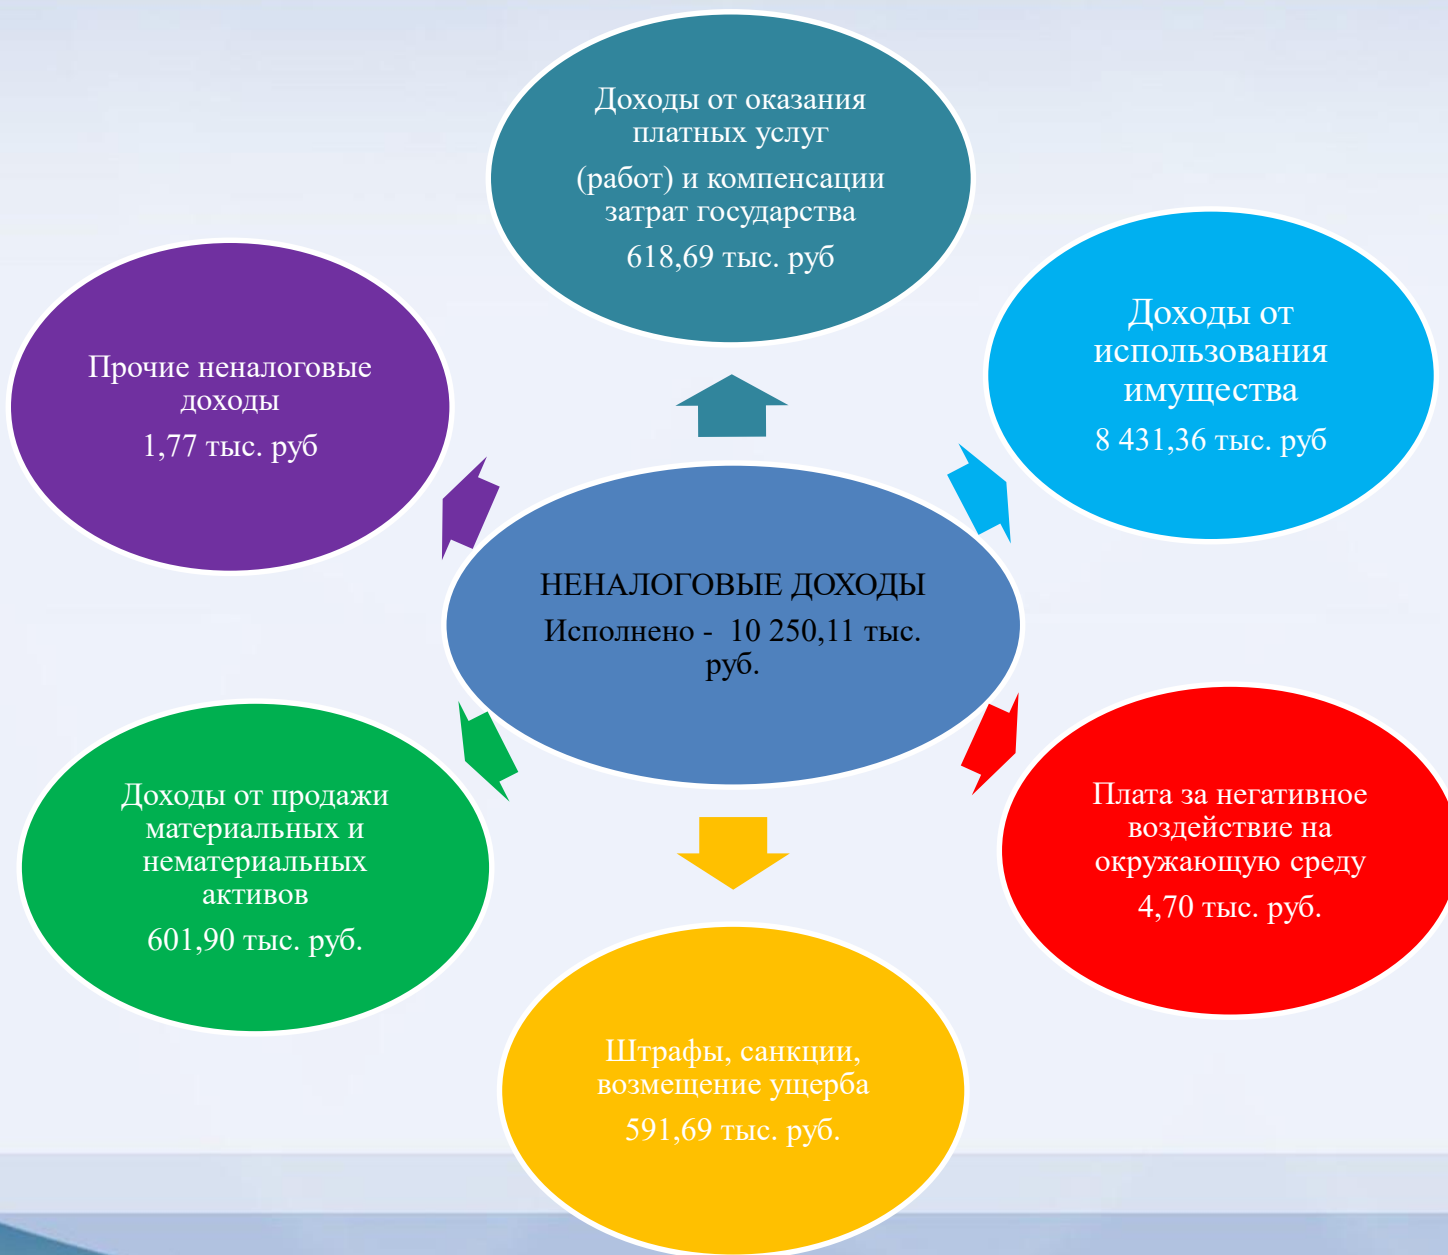 Доходы от оказания
платных услуг
(работ) и компенсации
затрат государства
618,69 тыс. руб
Доходы от
использования
имущества
8 431,36 тыс. руб
Прочие неналоговые
доходы
1,77 тыс. руб
НЕНАЛОГОВЫЕ ДОХОДЫ
Исполнено -  10 250,11 тыс.
руб.
Доходы от продажи
материальных и
нематериальных
активов
601,90 тыс. руб.
Плата за негативное
воздействие на
окружающую среду
4,70 тыс. руб.
Штрафы, санкции,
возмещение ущерба
591,69 тыс. руб.